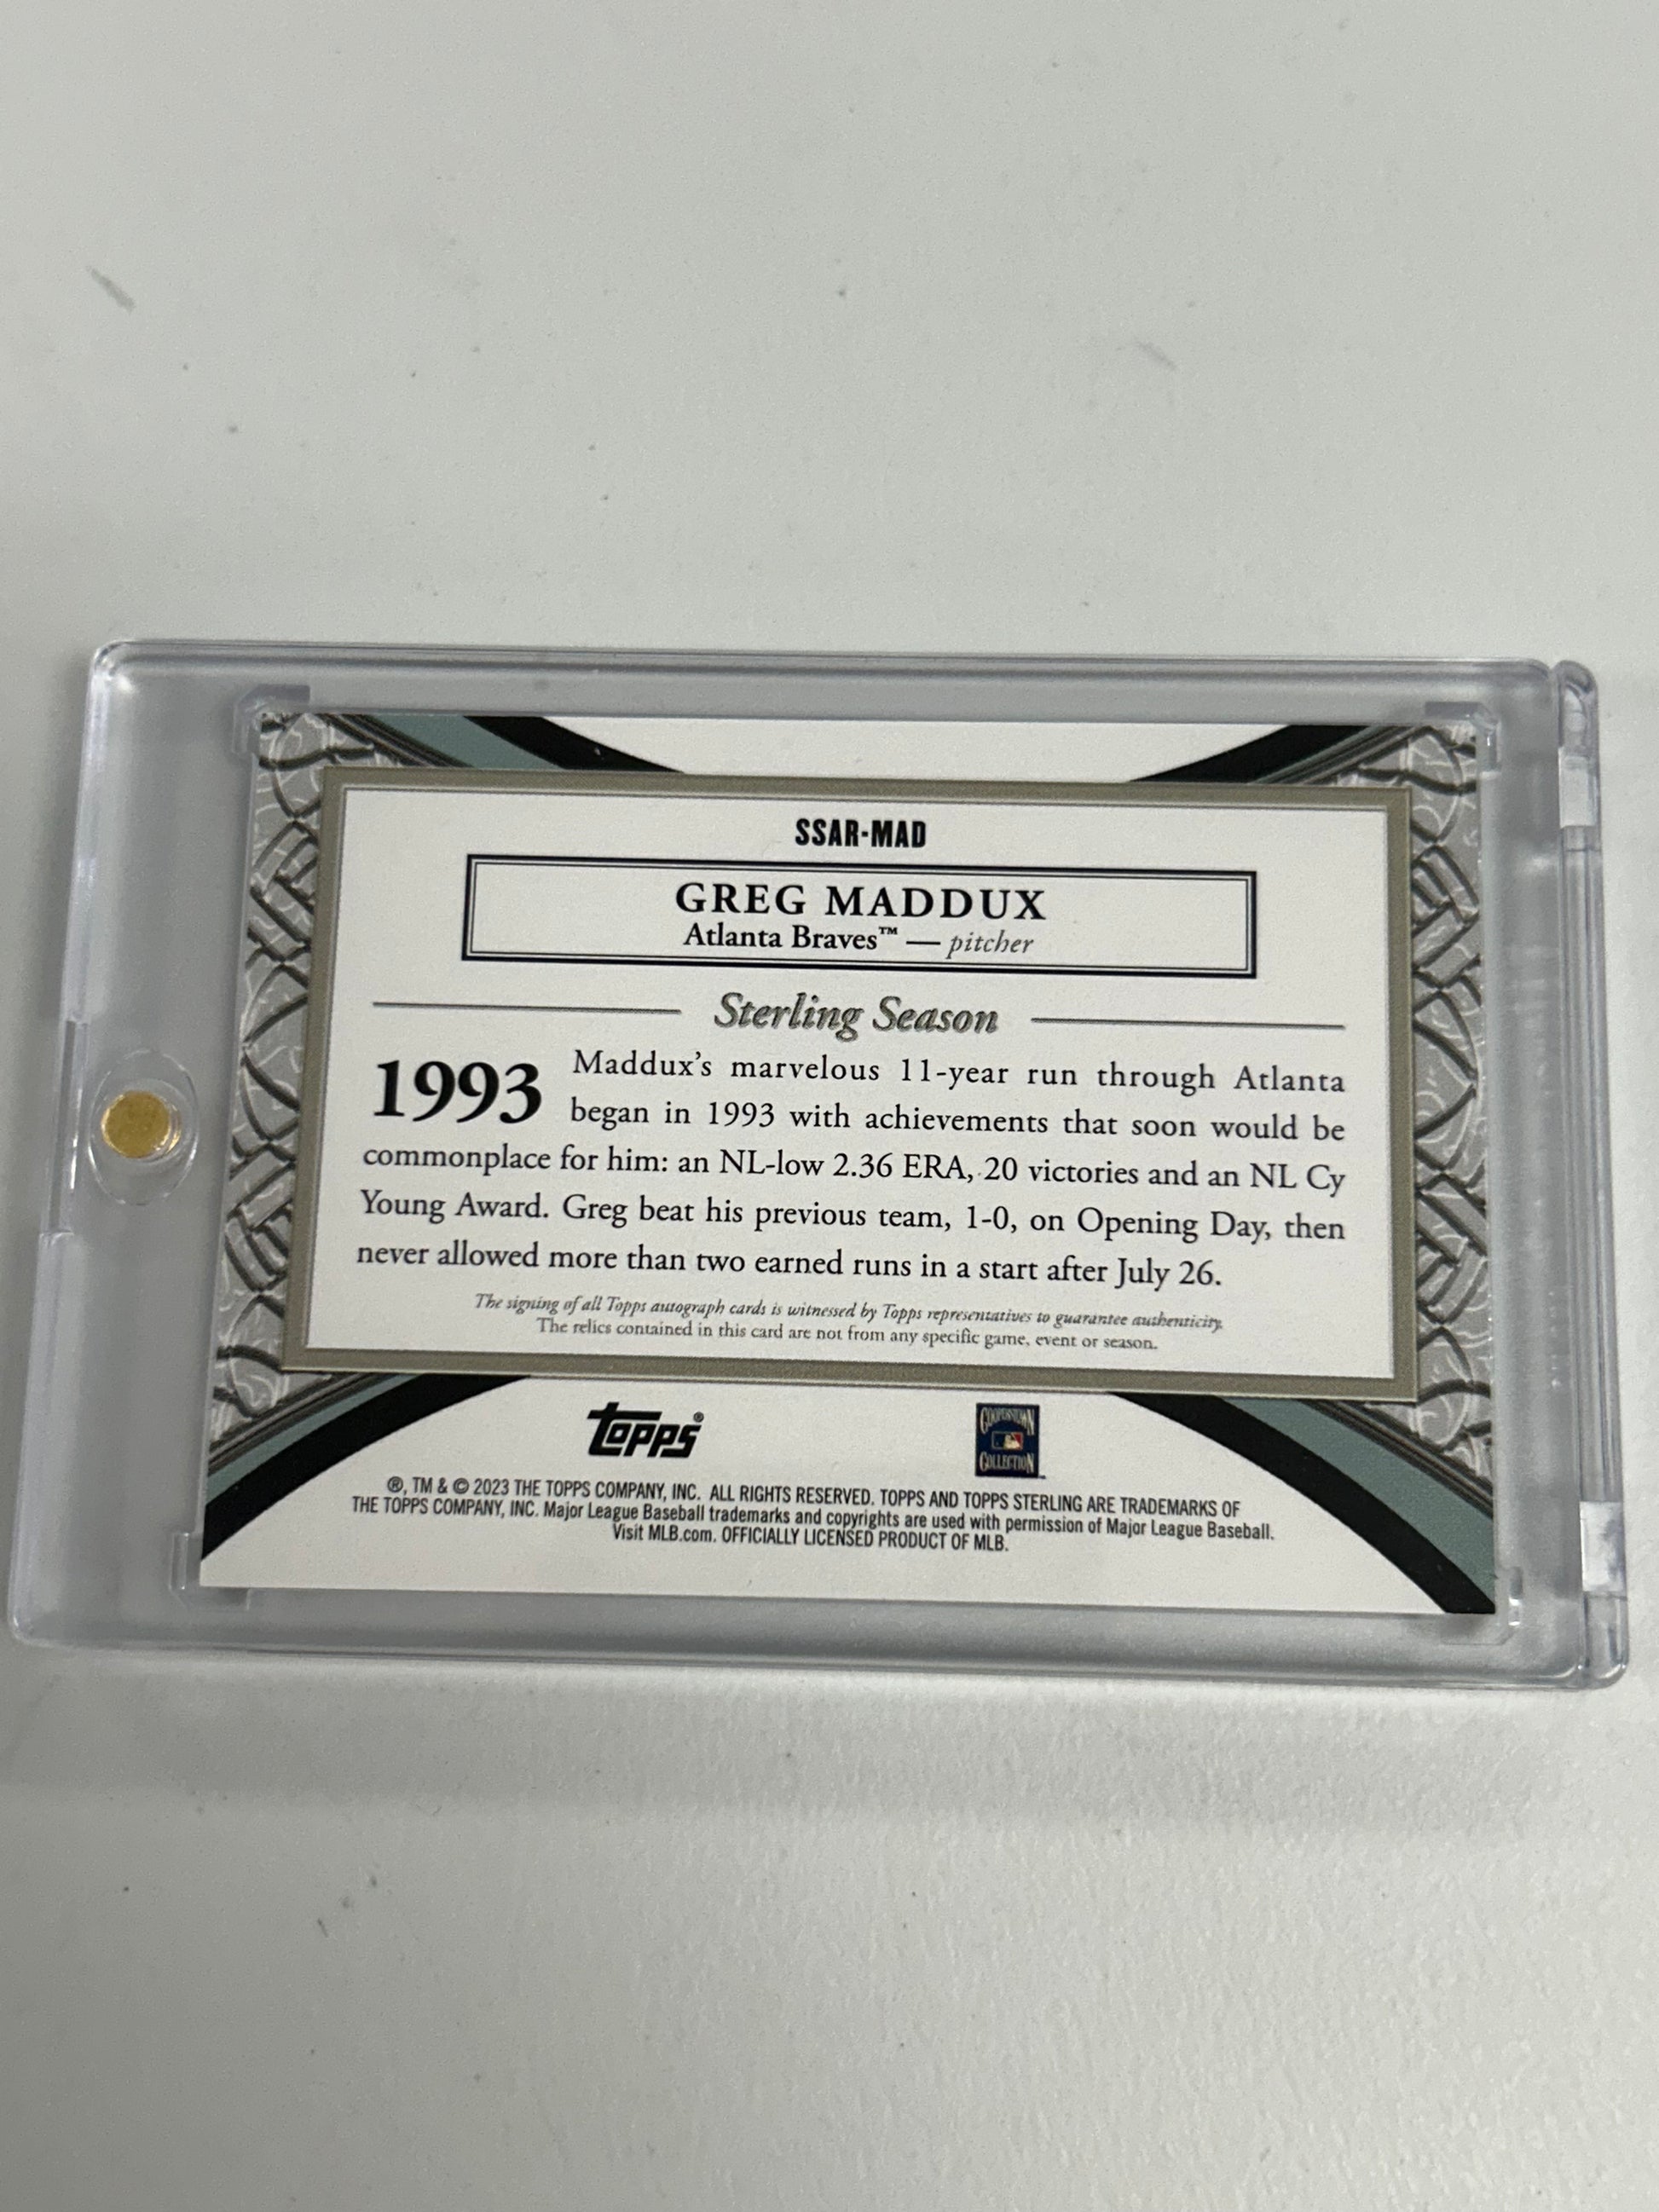 SSAR-MAD
GREG MADDUX
Atlanta Braves™ — pitcher
Sterling Season
1993 Maddux's marvelous 11-year run through Atlanta
began in 1993 with achievements that soon would be
commonplace for him: an NL-low 2.36 ERA, 20 victories and an NL Cy
Young Award. Greg beat his previous team, 1-0, on Opening Day, then
never allowed more than two earned runs in a start after July 26.
The signing of all Topps autograph cards is witnessed by Topps representatives to guarantee authenticity.
The relics contained in this card are not from any specific game, event or season.
Topps®
COOPERSTOWN
COLLECTION™
®, TM & © 2023 THE TOPPS COMPANY, INC. ALL RIGHTS RESERVED. TOPPS AND TOPPS STERLING ARE TRADEMARKS OF
THE TOPPS COMPANY, INC. Major League Baseball trademarks and copyrights are used with permission of Major League Baseball.
Visit MLB.com. OFFICIALLY LICENSED PRODUCT OF MLB.